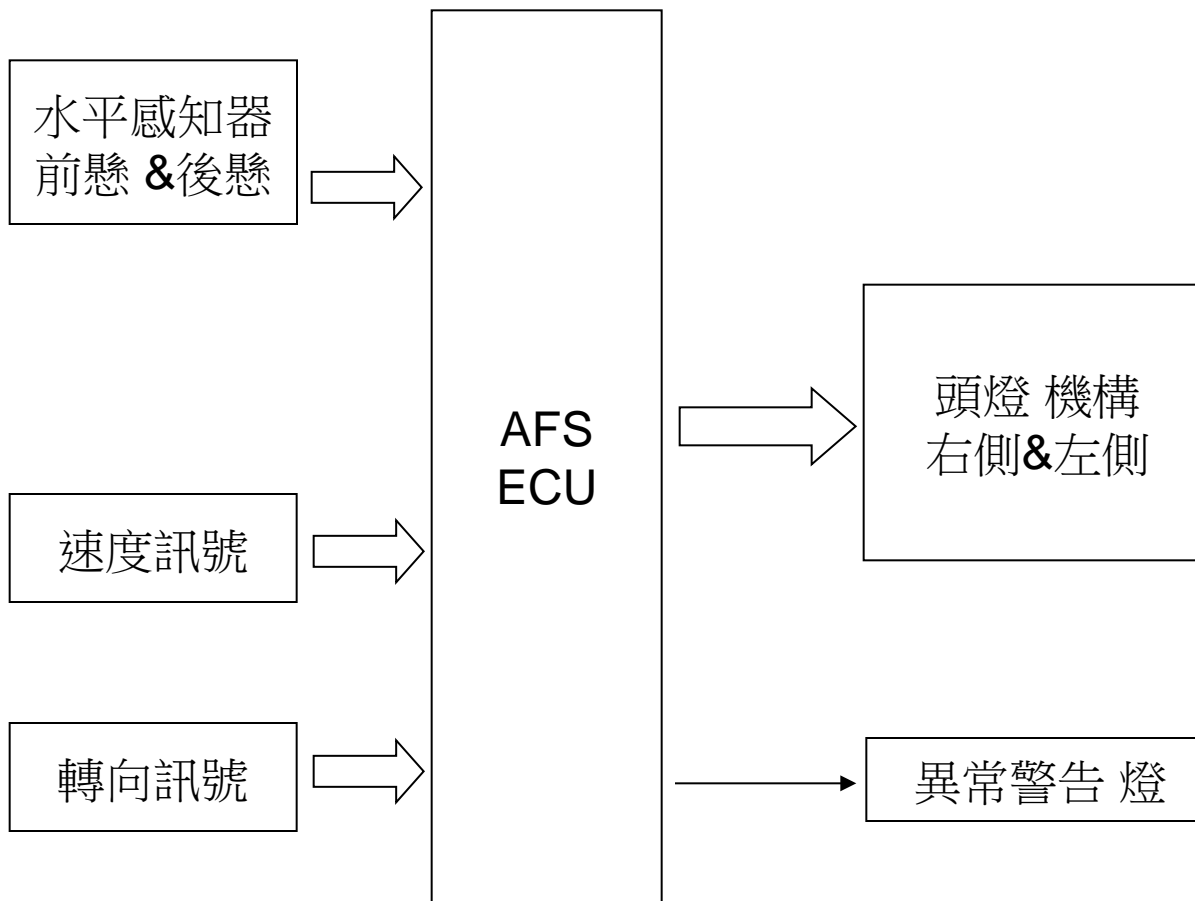 水平感知器
前懸 &後懸
速度訊號
轉向訊號
AFS
ECU
頭燈 機構
右側&左側
異常警告 燈